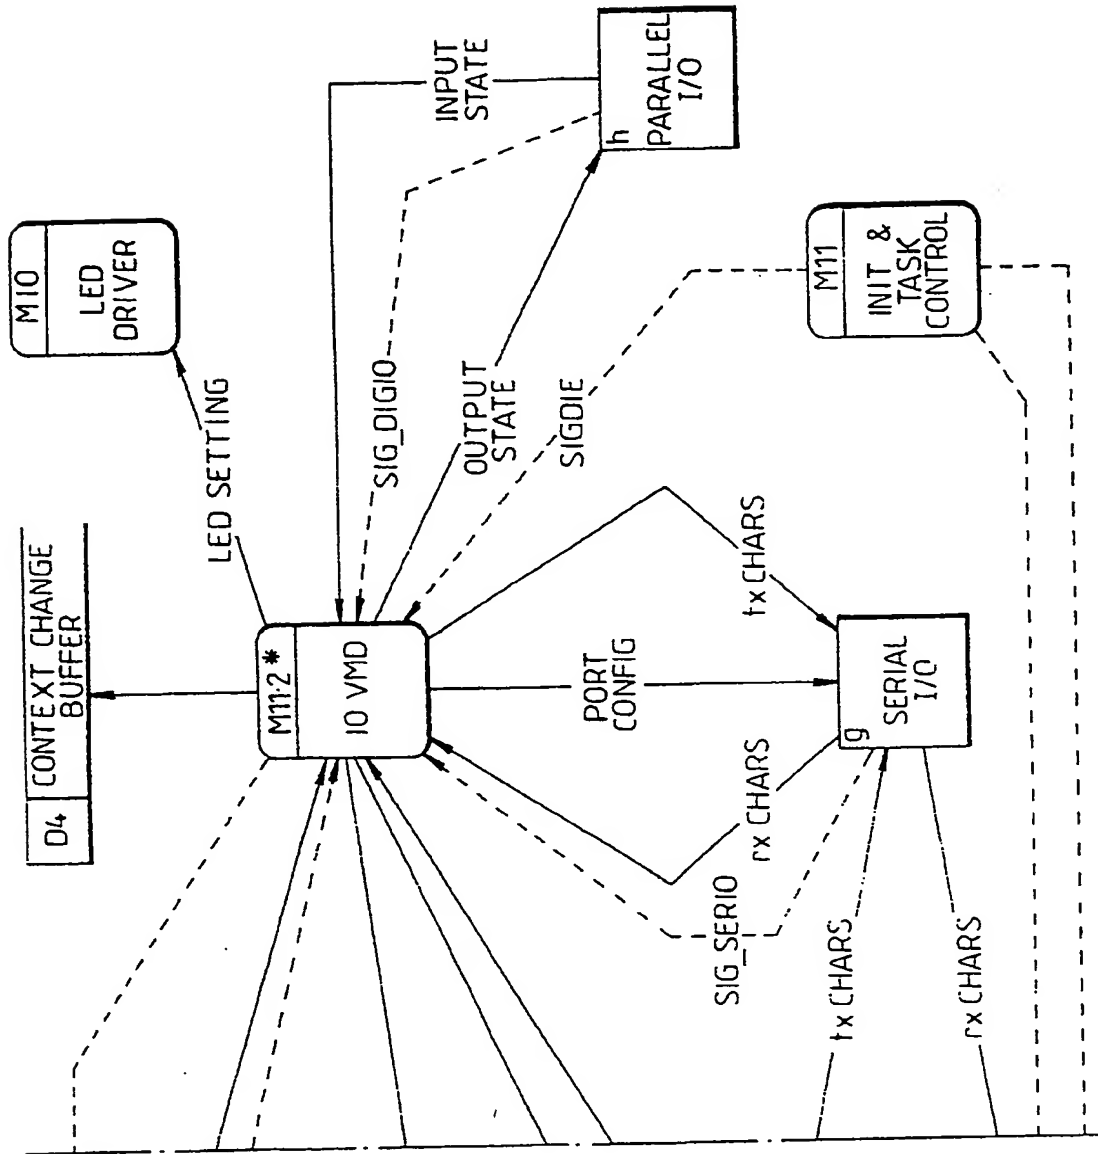 D4
CONTEXT CHANGE
BUFFER
M10
LED
DRIVER
LED SETTING
M11·2 *
IO VMD
INPUT
STATE
SIG_DIGIO
OUTPUT
STATE
SIGDIE
h
PARALLEL
I/O
M11
INIT &
TASK
CONTROL
tx CHARS
PORT
CONFIG
rx CHARS
SIG_SERIO
g
SERIAL
I/O
tx CHARS
rx CHARS